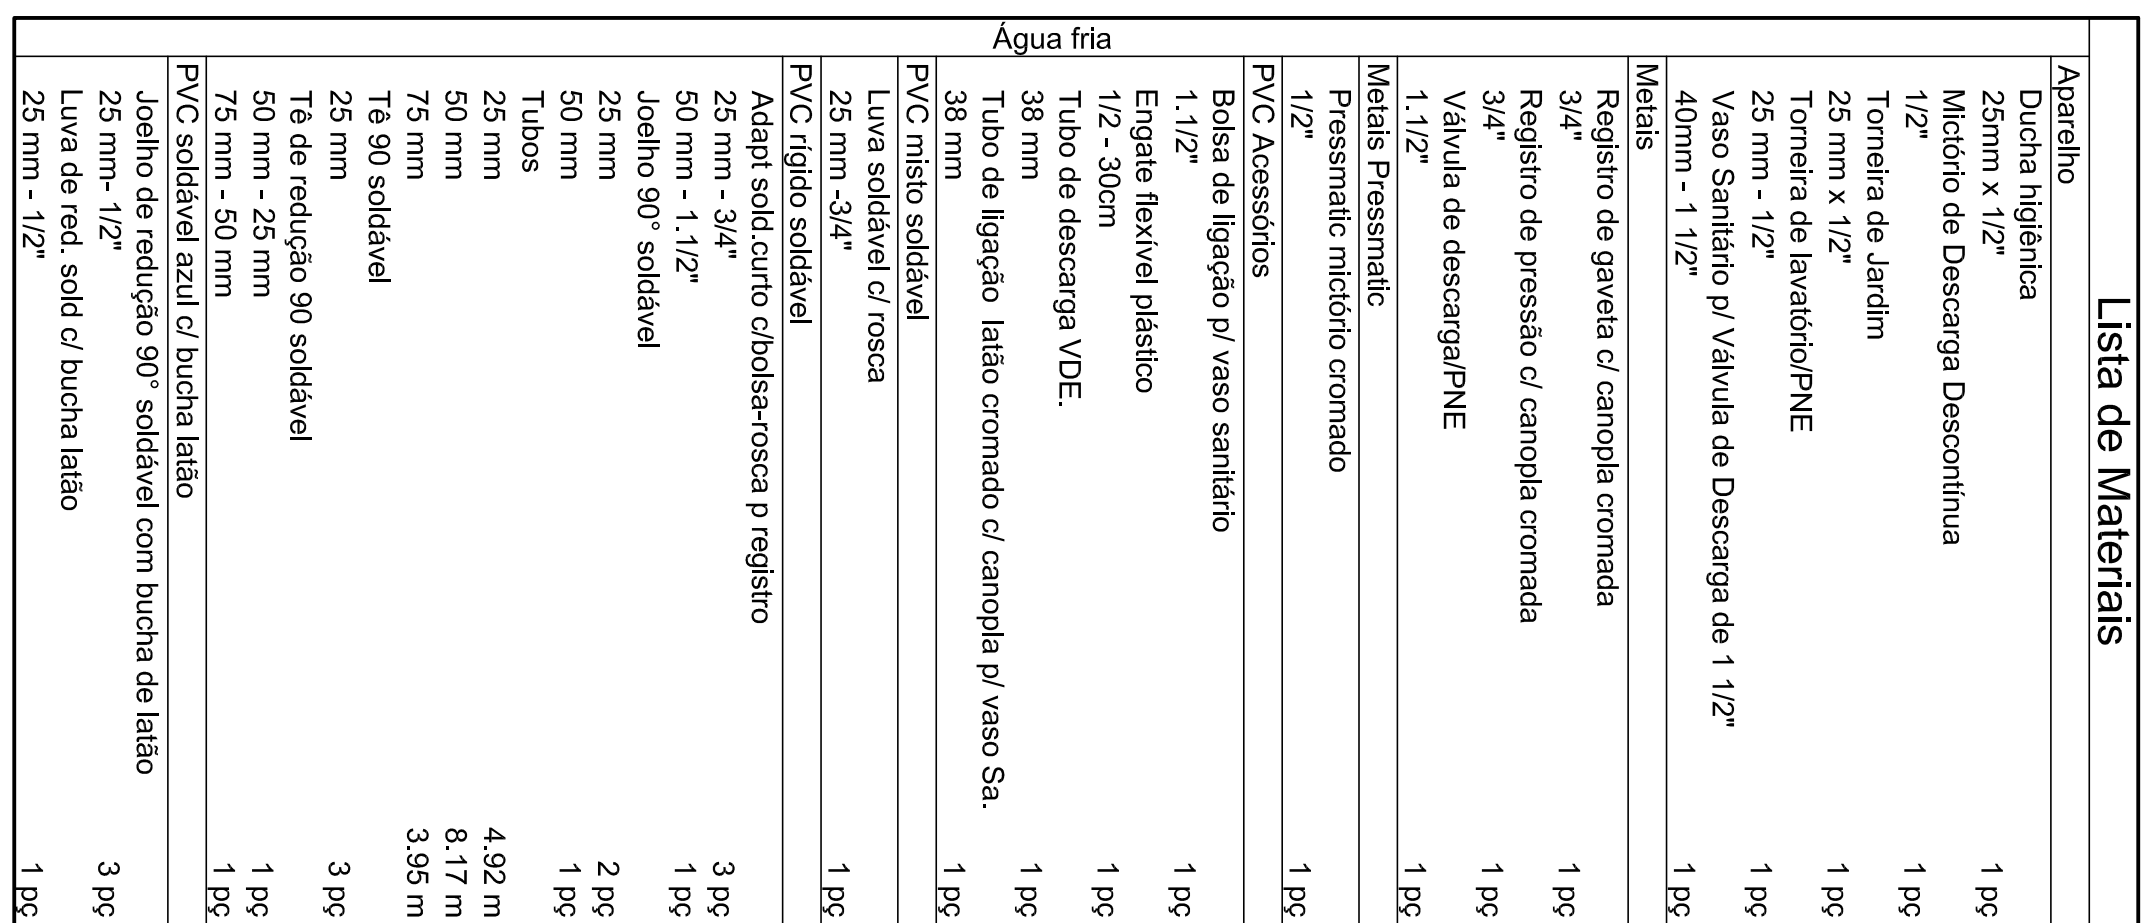 Lista de Materiais
Água fria
Aparelho
Ducha higiênica
25mm x 1/2" 1 pç
Mictório de Descarga Descontínua
1/2" 1 pç
Torneira de Jardim
25 mm x 1/2" 1 pç
Torneira de lavatório/PNE
25 mm - 1/2" 1 pç
Vaso Sanitário p/ Válvula de Descarga de 1 1/2"
40mm - 1 1/2" 1 pç
Metais
Registro de gaveta c/ canopla cromada
3/4" 1 pç
Registro de pressão c/ canopla cromada
3/4" 1 pç
Válvula de descarga/PNE
1.1/2" 1 pç
Metais Pressmatic
Pressmatic mictório cromado
1/2" 1 pç
PVC Acessórios
Bolsa de ligação p/ vaso sanitário
1.1/2" 1 pç
Engate flexível plástico
1/2 - 30cm 1 pç
Tubo de descarga VDE.
38 mm 1 pç
Tubo de ligação latão cromado c/ canopla p/ vaso Sa.
38 mm 1 pç
PVC misto soldável
Luva soldável c/ rosca
25 mm -3/4" 1 pç
PVC rígido soldável
Adapt sold.curto c/bolsa-rosca p registro
25 mm - 3/4" 3 pç
50 mm - 1.1/2" 1 pç
Joelho 90° soldável
25 mm 2 pç
50 mm 1 pç
Tubos
25 mm 4.92 m
50 mm 8.17 m
75 mm 3.95 m
Tê 90 soldável
25 mm 3 pç
Tê de redução 90 soldável
50 mm - 25 mm 1 pç
75 mm - 50 mm 1 pç
PVC soldável azul c/ bucha latão
Joelho de redução 90° soldável com bucha de latão
25 mm- 1/2" 3 pç
Luva de red. sold c/ bucha latão
25 mm - 1/2" 1 pç